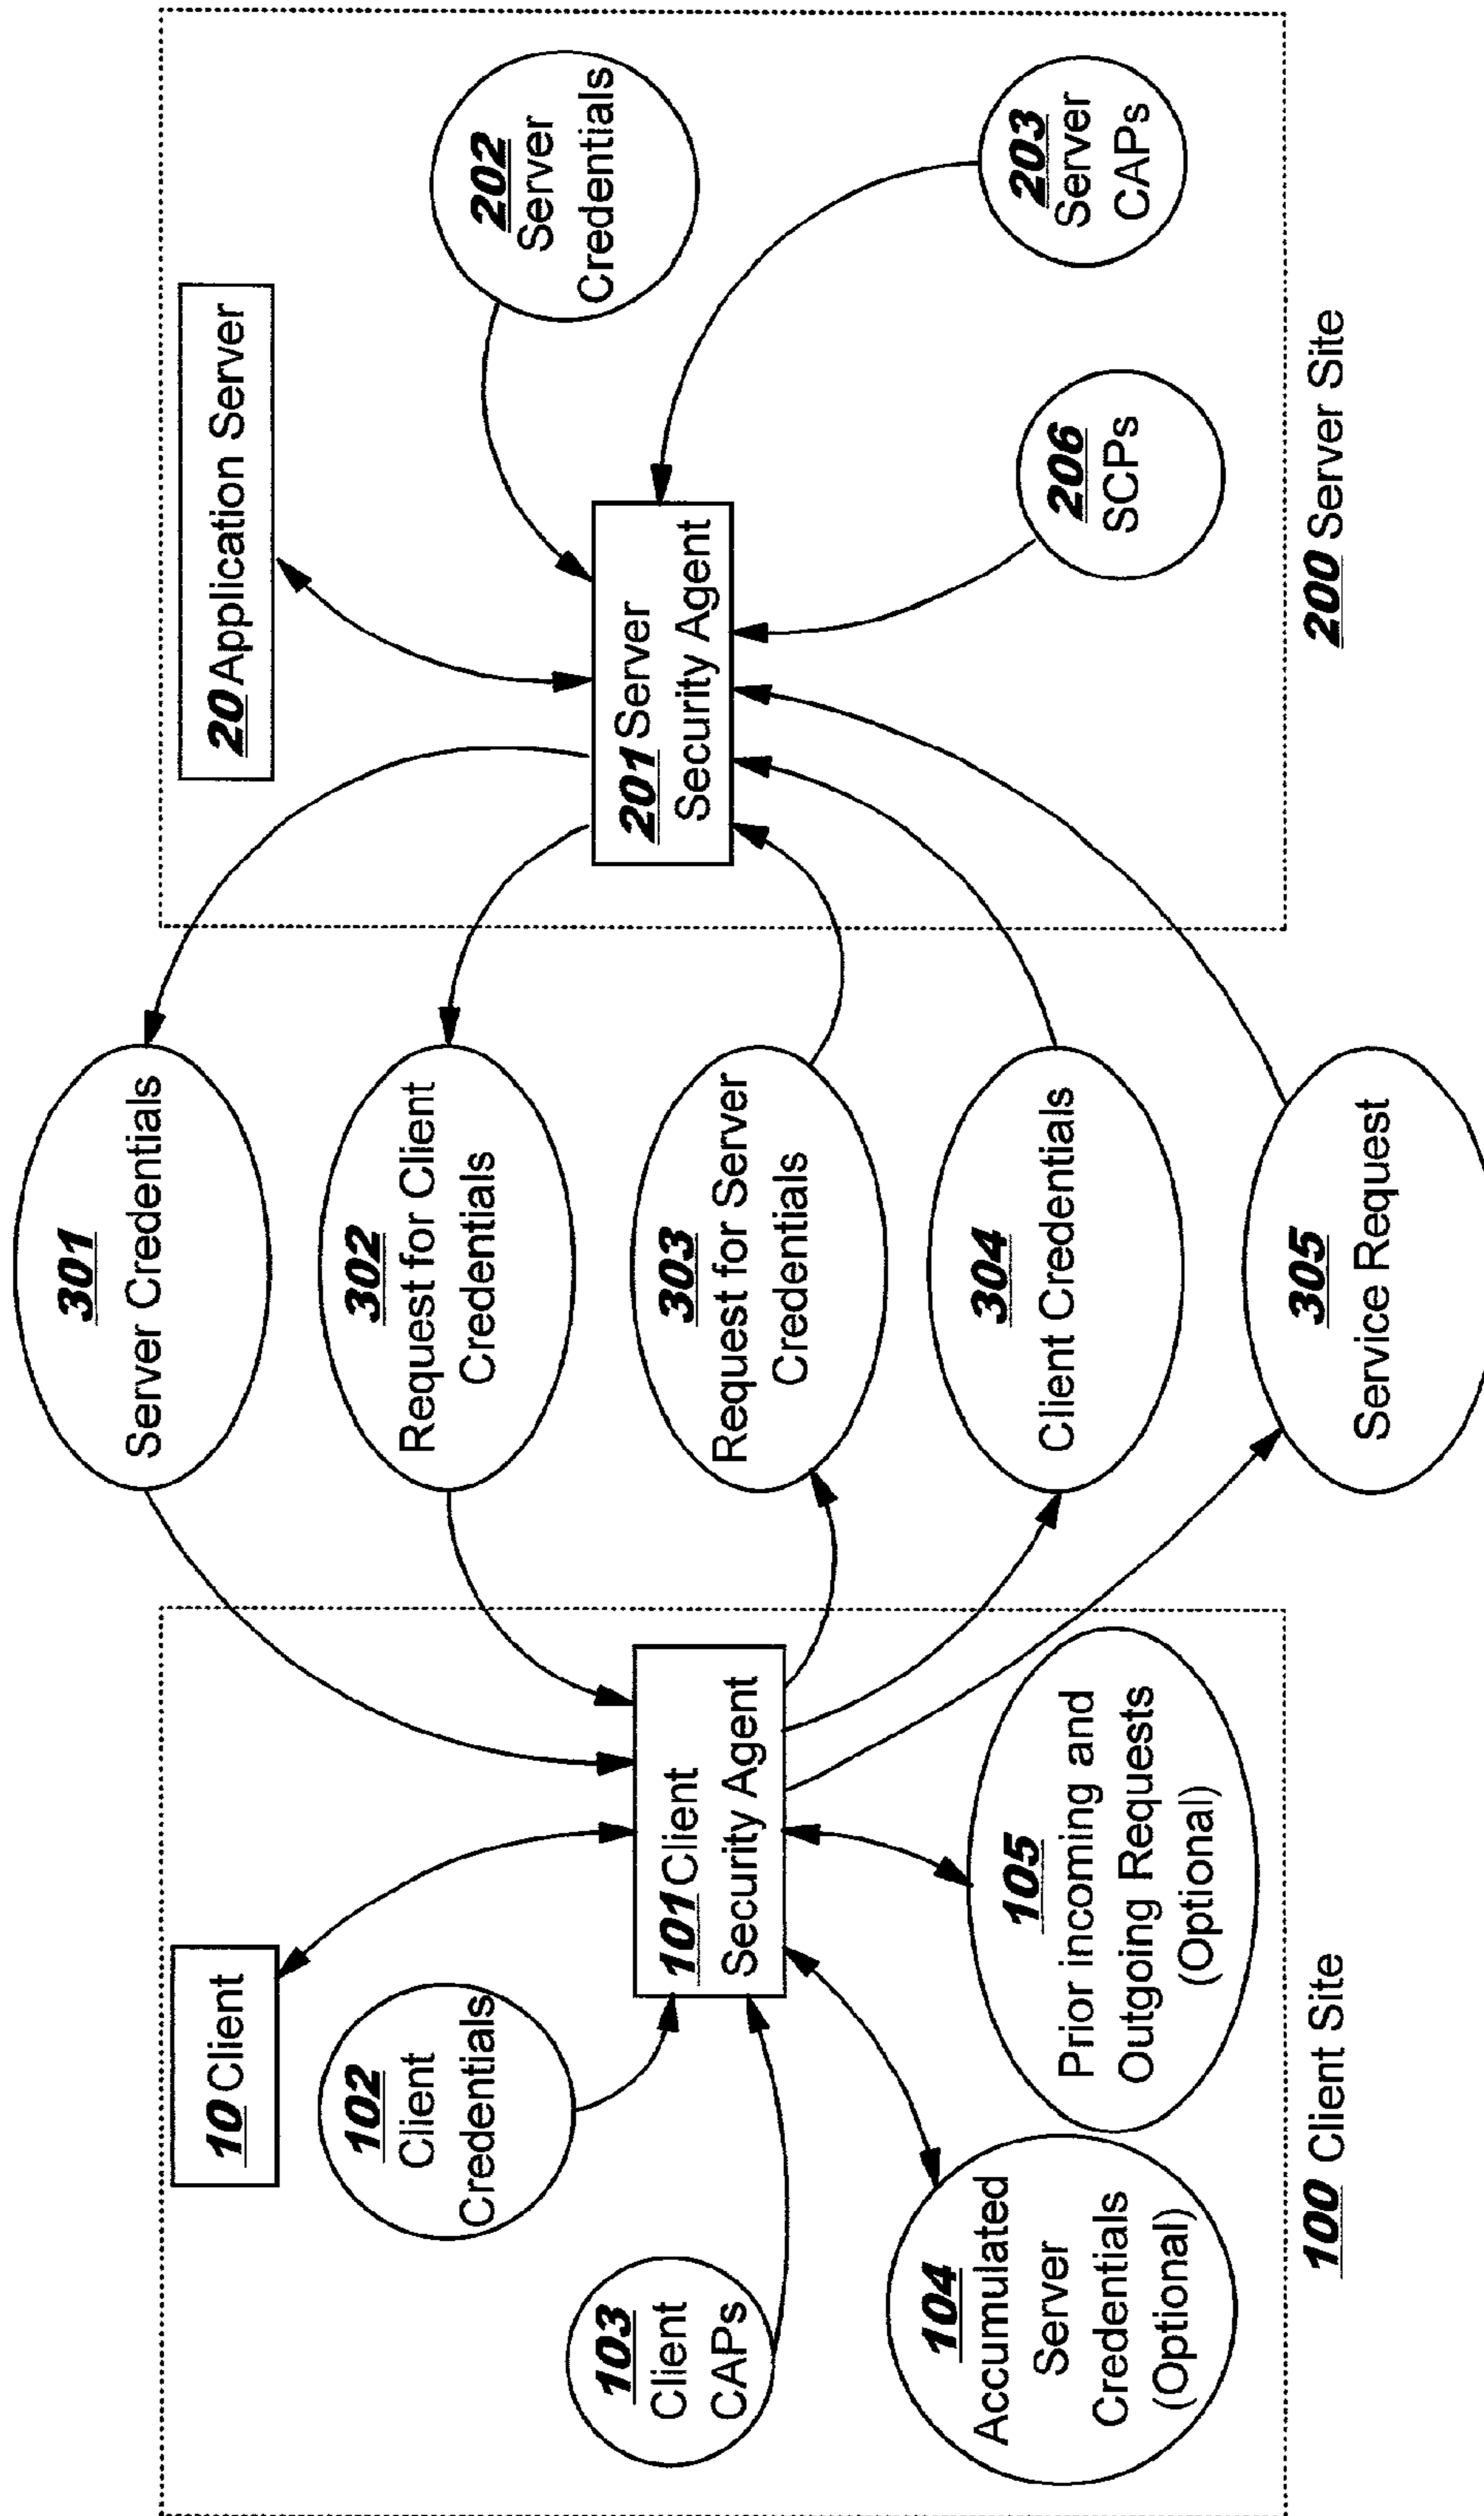 10 Client
102
Client
Credentials
103
Client
CAPs
101 Client
Security Agent
104
Accumulated
Server
Credentials
(Optional)
105
Prior incoming and
Outgoing Requests
(Optional)
100 Client Site
301
Server Credentials
302
Request for Client
Credentials
303
Request for Server
Credentials
304
Client Credentials
305
Service Request
20 Application Server
202
Server
Credentials
201 Server
Security Agent
203
Server
CAPs
206
SCPs
200 Server Site